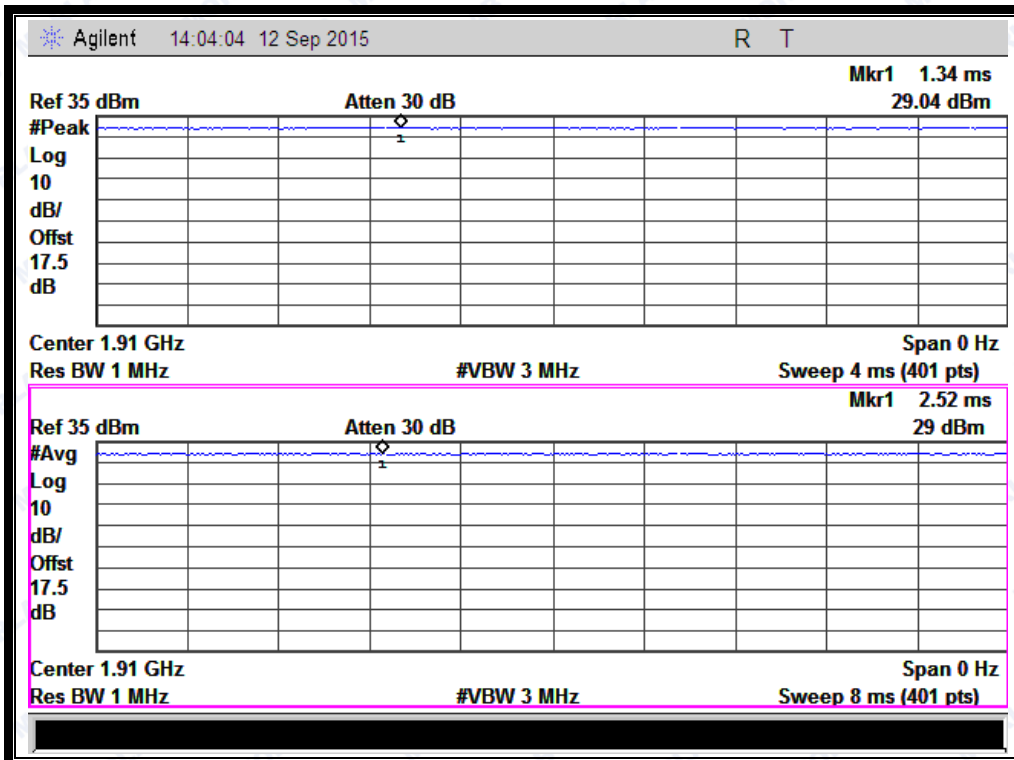 Agilent 14:04:04 12 Sep 2015 R T
Mkr1 1.34 ms
Ref 35 dBm Atten 30 dB 29.04 dBm
#Peak
1
Log
10
dB/
Offst
17.5
dB
Center 1.91 GHz Span 0 Hz
Res BW 1 MHz #VBW 3 MHz Sweep 4 ms (401 pts)
Mkr1 2.52 ms
Ref 35 dBm Atten 30 dB 29 dBm
#Avg
1
Log
10
dB/
Offst
17.5
dB
Center 1.91 GHz Span 0 Hz
Res BW 1 MHz #VBW 3 MHz Sweep 8 ms (401 pts)